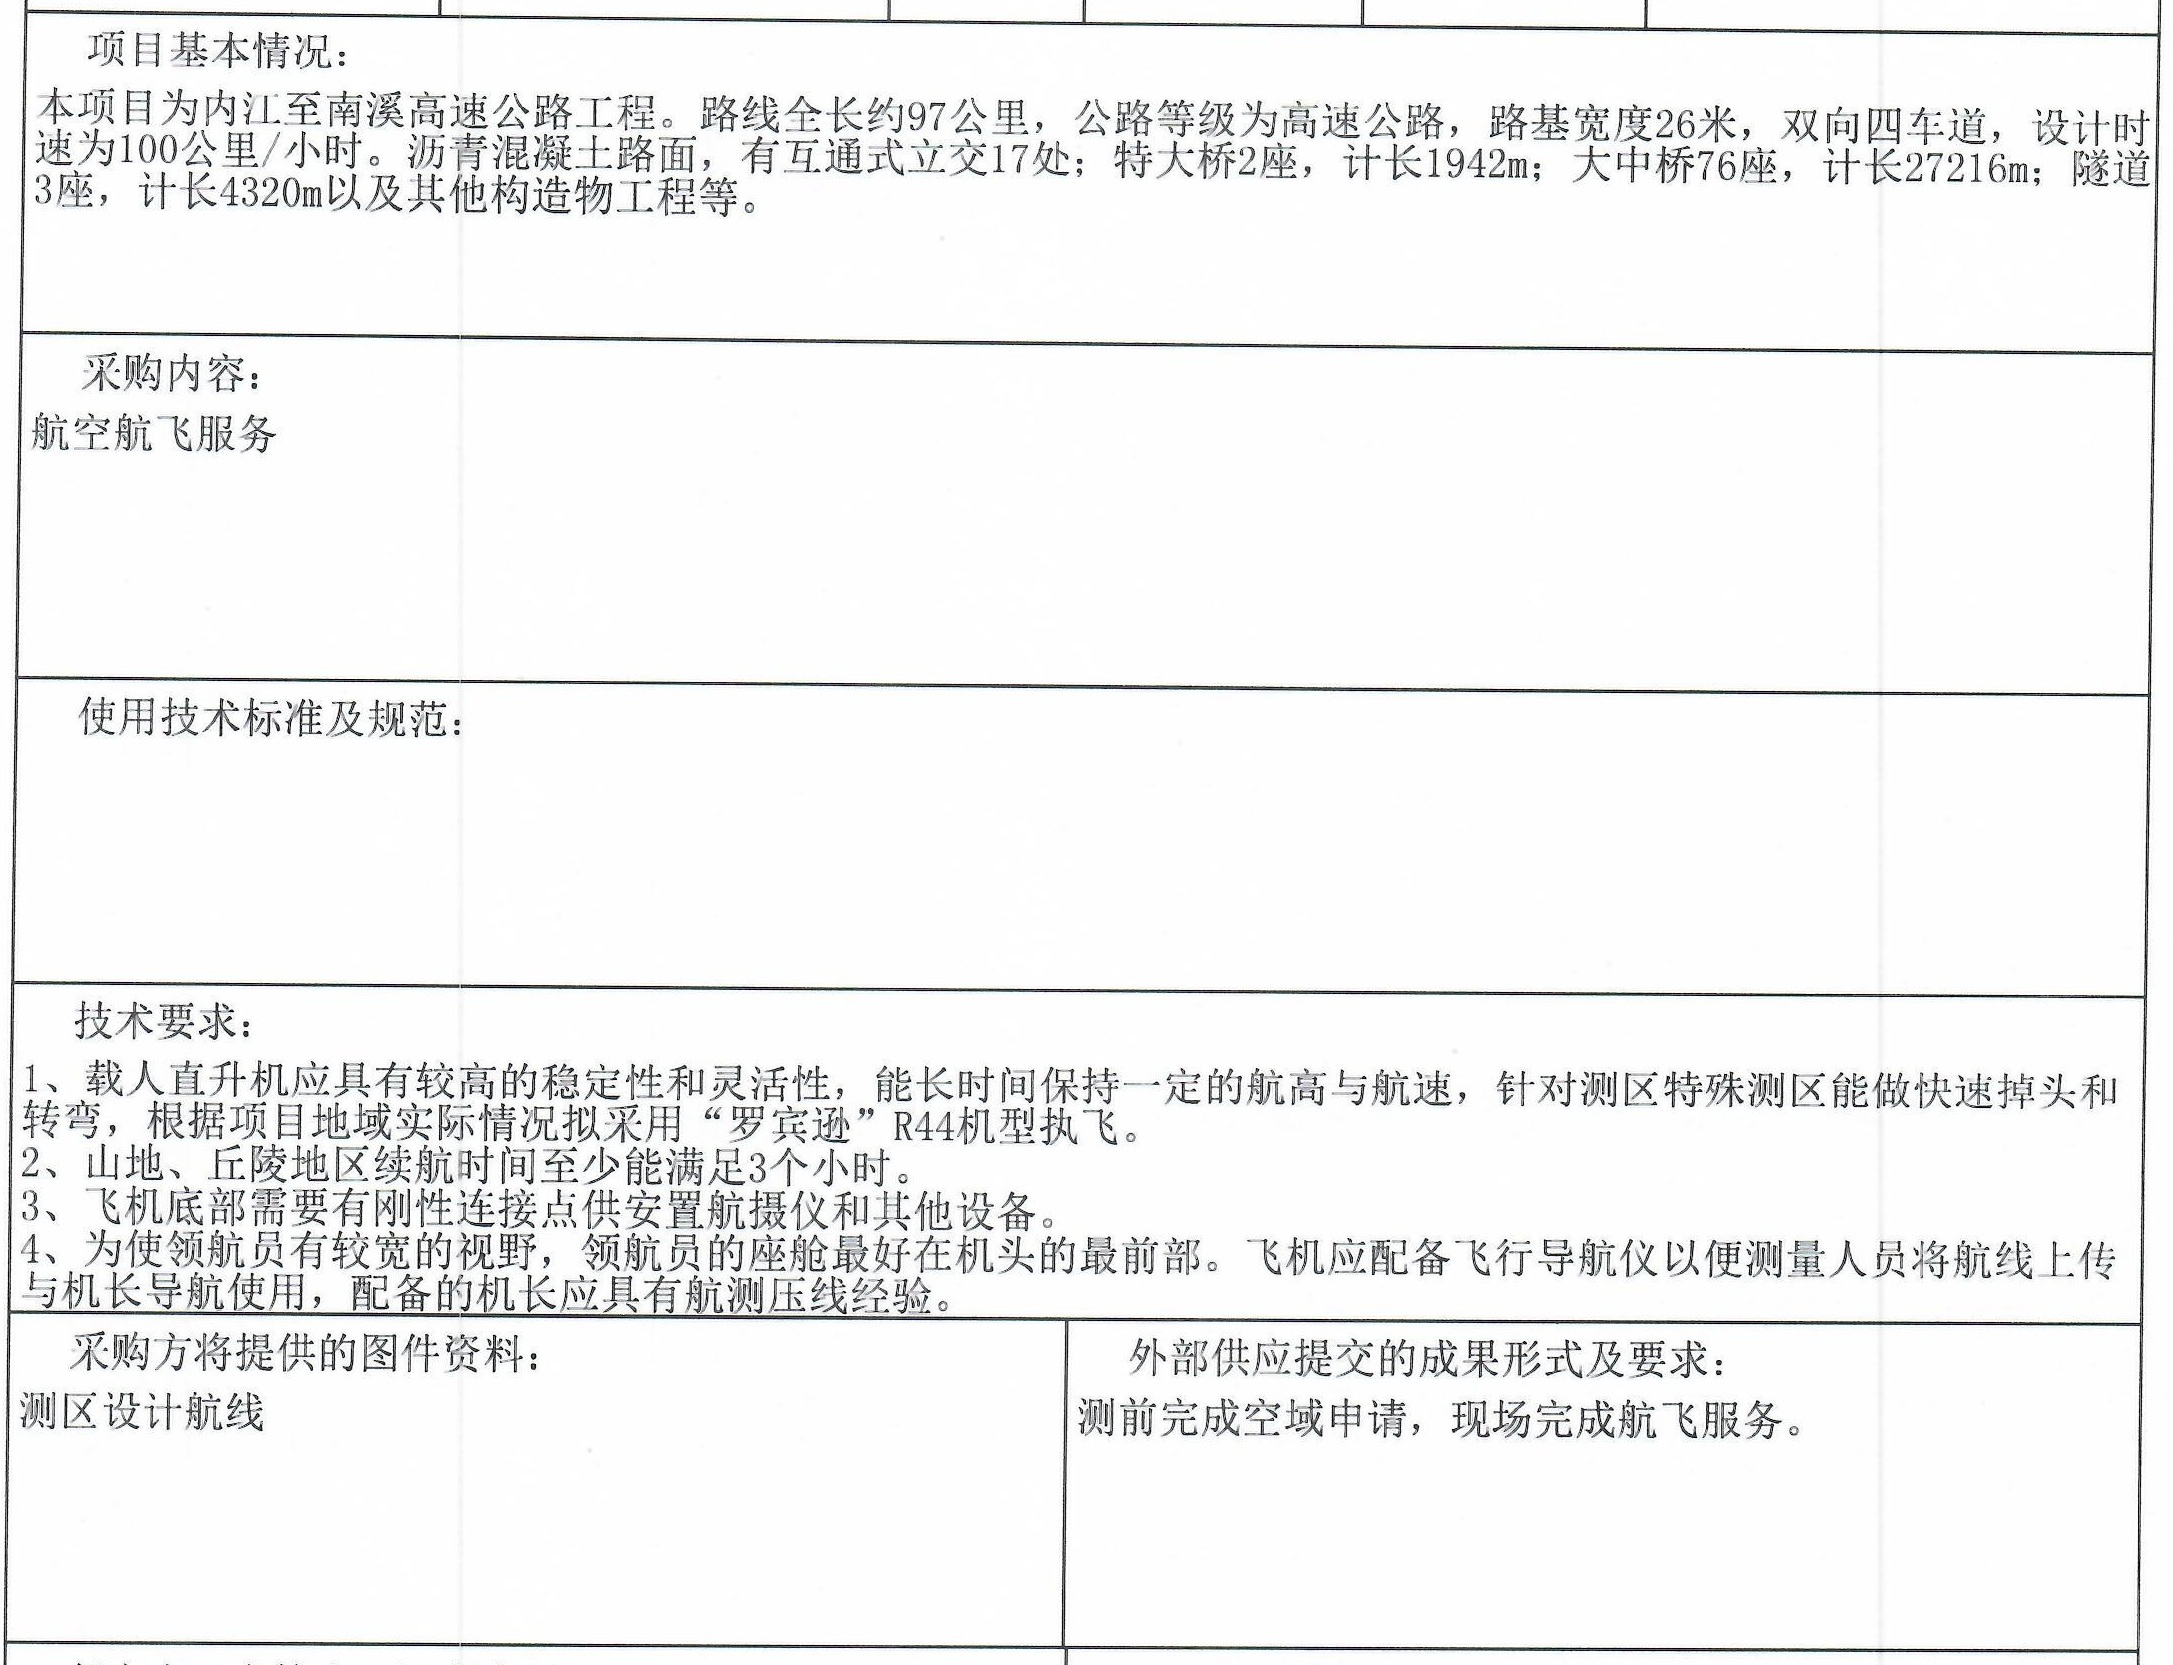 项目基本情况：
本项目为内江至南溪高速公路工程。路线全长约97公里，公路等级为高速公路，路基宽度26米，双向四车道，设计时
速为100公里/小时。沥青混凝土路面，有互通式立交17处；特大桥2座，计长1942m；大中桥76座，计长27216m；隧道
3座，计长4320m以及其他构造物工程等。
采购内容：
航空航飞服务
使用技术标准及规范：
技术要求：
1、载人直升机应具有较高的稳定性和灵活性，能长时间保持一定的航高与航速，针对测区特殊测区能做快速掉头和
转弯，根据项目地域实际情况拟采用“罗宾逊”R44机型执飞。
2、山地、丘陵地区续航时间至少能满足3个小时。
3、飞机底部需要有刚性连接点供安置航摄仪和其他设备。
4、为使领航员有较宽的视野，领航员的座舱最好在机头的最前部。飞机应配备飞行导航仪以便测量人员将航线上传
与机长导航使用，配备的机长应具有航测压线经验。
采购方将提供的图件资料：
测区设计航线
外部供应提交的成果形式及要求：
测前完成空域申请，现场完成航飞服务。